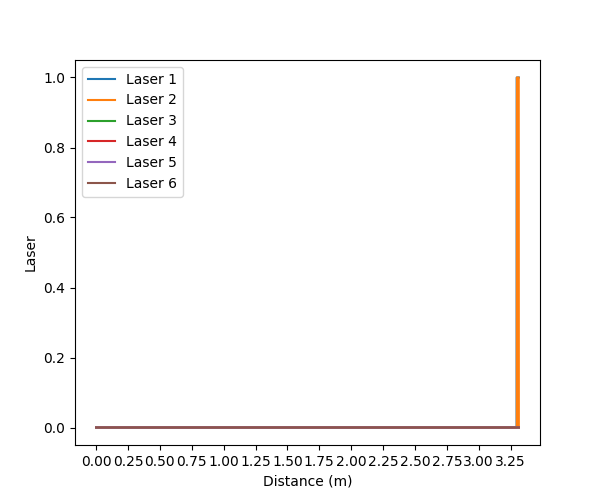 1.0
0.8
0.6
0.4
0.2
0.0
Laser
Laser 1
Laser 2
Laser 3
Laser 4
Laser 5
Laser 6
0.00 0.25 0.50 0.75 1.00 1.25 1.50 1.75 2.00 2.25 2.50 2.75 3.00 3.25
Distance (m)